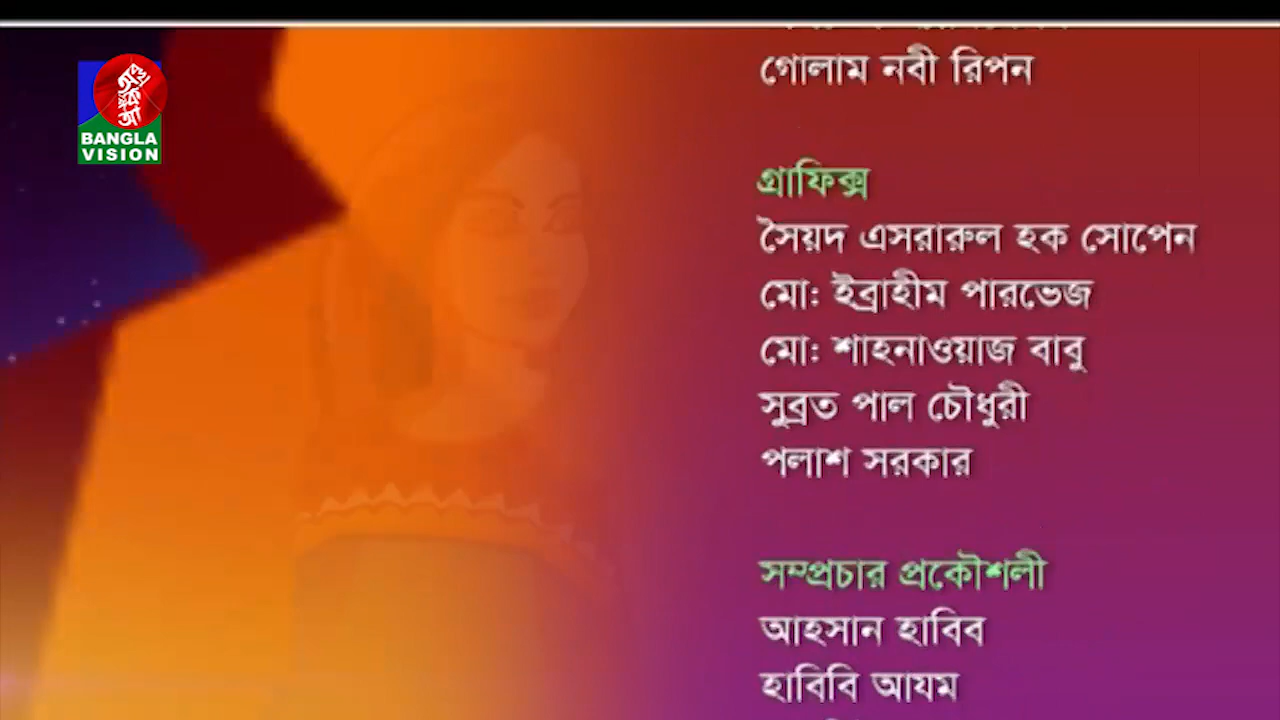 BANGLA
VISION
গোলাম নবী রিপন
গ্রাফিক্স
সৈয়দ এসরারুল হক সোপেন
মো: ইব্রাহীম পারভেজ
মো: শাহনাওয়াজ বাবু
সুব্রত পাল চৌধুরী
পলাশ সরকার
সম্প্রচার প্রকৌশলী
আহসান হাবিব
হাবিবি আযম